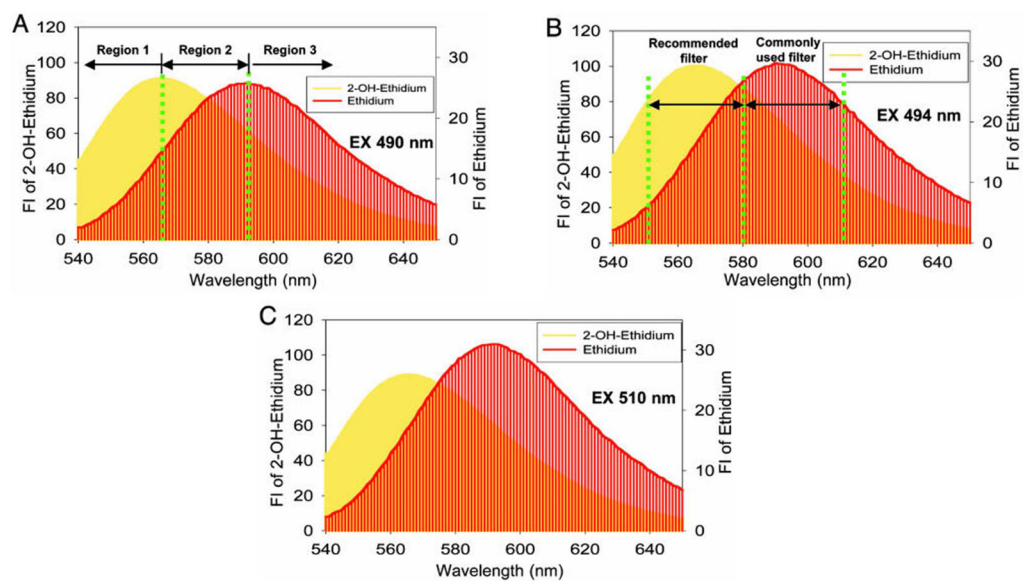 A
120
100
80
60
40
20
0
FI of 2-OH-Ethidium
Region 1
Region 2
Region 3
2-OH-Ethidium
Ethidium
EX 490 nm
30
20
10
0
FI of Ethidium
540 560 580 600 620 640
Wavelength (nm)
B
120
100
80
60
40
20
0
FI of 2-OH-Ethidium
Recommended
filter
Commonly
used filter
2-OH-Ethidium
Ethidium
EX 494 nm
30
20
10
0
FI of Ethidium
540 560 580 600 620 640
Wavelength (nm)
C
120
100
80
60
40
20
0
FI of 2-OH-Ethidium
2-OH-Ethidium
Ethidium
EX 510 nm
30
20
10
0
FI of Ethidium
540 560 580 600 620 640
Wavelength (nm)